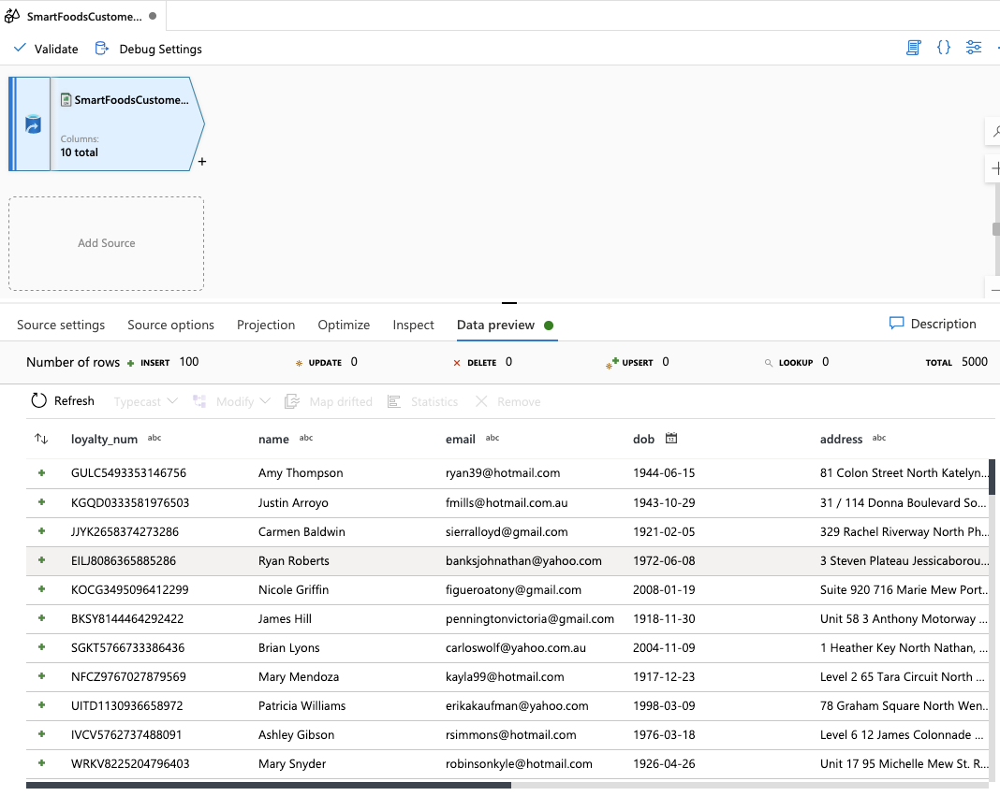 SmartFoodsCustome...
Validate Debug Settings
SmartFoodsCustome...
Columns:
10 total
+
Add Source
Source settings Source options Projection Optimize Inspect Data preview Description
Number of rows INSERT 100 UPDATE 0 DELETE 0 UPSERT 0 LOOKUP 0 TOTAL 5000
Refresh Typecast Modify Map drifted Statistics Remove
loyalty_num abc name abc email abc dob address abc
GULC5493353146756 Amy Thompson ryan39@hotmail.com 1944-06-15 81 Colon Street North Katelyn...
KGQD0333581976503 Justin Arroyo fmills@hotmail.com.au 1943-10-29 31 / 114 Donna Boulevard So...
JJYK2658374273286 Carmen Baldwin sierralloyd@gmail.com 1921-02-05 329 Rachel Riverway North Ph...
EILJ8086365885286 Ryan Roberts banksjohnathan@yahoo.com 1972-06-08 3 Steven Plateau Jessicaborou...
KOCG3495096412299 Nicole Griffin figueroatony@gmail.com 2008-01-19 Suite 920 716 Marie Mew Port...
BKSY8144464292422 James Hill penningtonvictoria@gmail.com 1918-11-30 Unit 58 3 Anthony Motorway ...
SGKT5766733386436 Brian Lyons carloswolf@yahoo.com.au 2004-11-09 1 Heather Key North Nathan, ...
NFCZ9767027879569 Mary Mendoza kayla99@hotmail.com 1917-12-23 Level 2 65 Tara Circuit North ...
UITD1130936658972 Patricia Williams erikakaufman@yahoo.com 1998-03-09 78 Graham Square North Wen...
IVCV5762737488091 Ashley Gibson rsimmons@hotmail.com 1976-03-18 Level 6 12 James Colonnade ...
WRKV8225204796403 Mary Snyder robinsonkyle@hotmail.com 1926-04-26 Unit 17 95 Michelle Mew St. R...